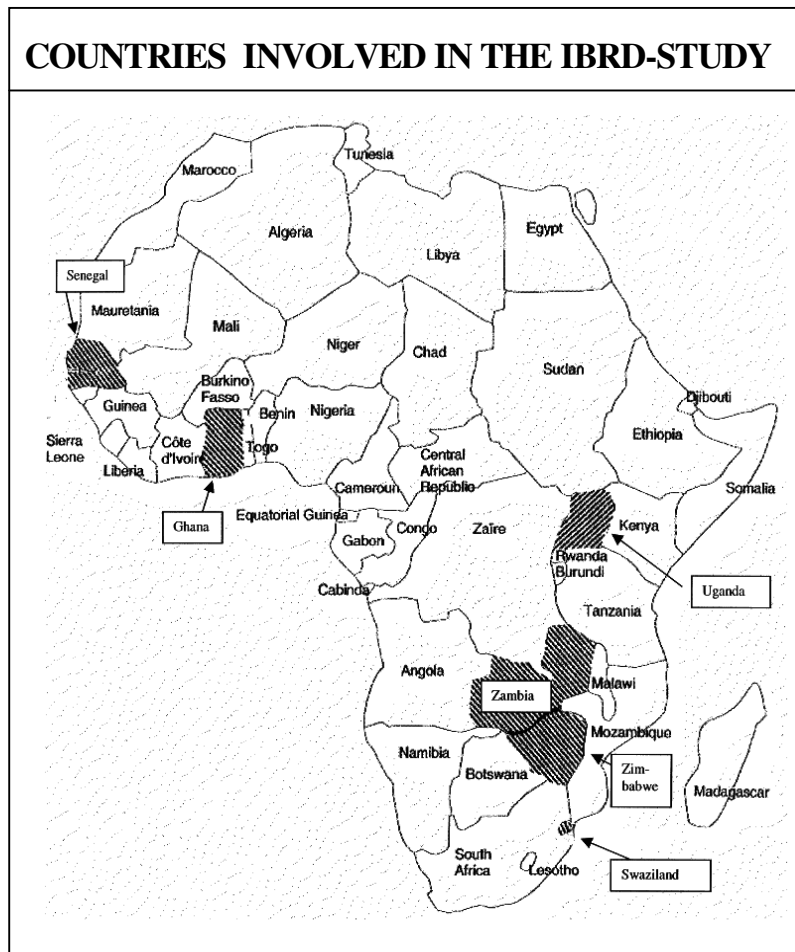 COUNTRIES INVOLVED IN THE IBRD-STUDY
Tunesia
Marocco
Algeria
Libya
Egypt
Senegal
Mauretania
Mali
Niger
Chad
Sudan
Burkino
Fasso
Djibouti
Guinea
Benin
Nigeria
Ethiopia
Sierra
Leone
Côte
d'Ivoire
Togo
Liberia
Central
African
Republic
Somalia
Cameroun
Ghana
Equatorial Guinea
Congo
Zaïre
Kenya
Gabon
Rwanda
Burundi
Cabinda
Uganda
Tanzania
Angola
Zambia
Malawi
Mozambique
Namibia
Botswana
Zim-
babwe
Madagascar
South
Africa
Lesotho
Swaziland